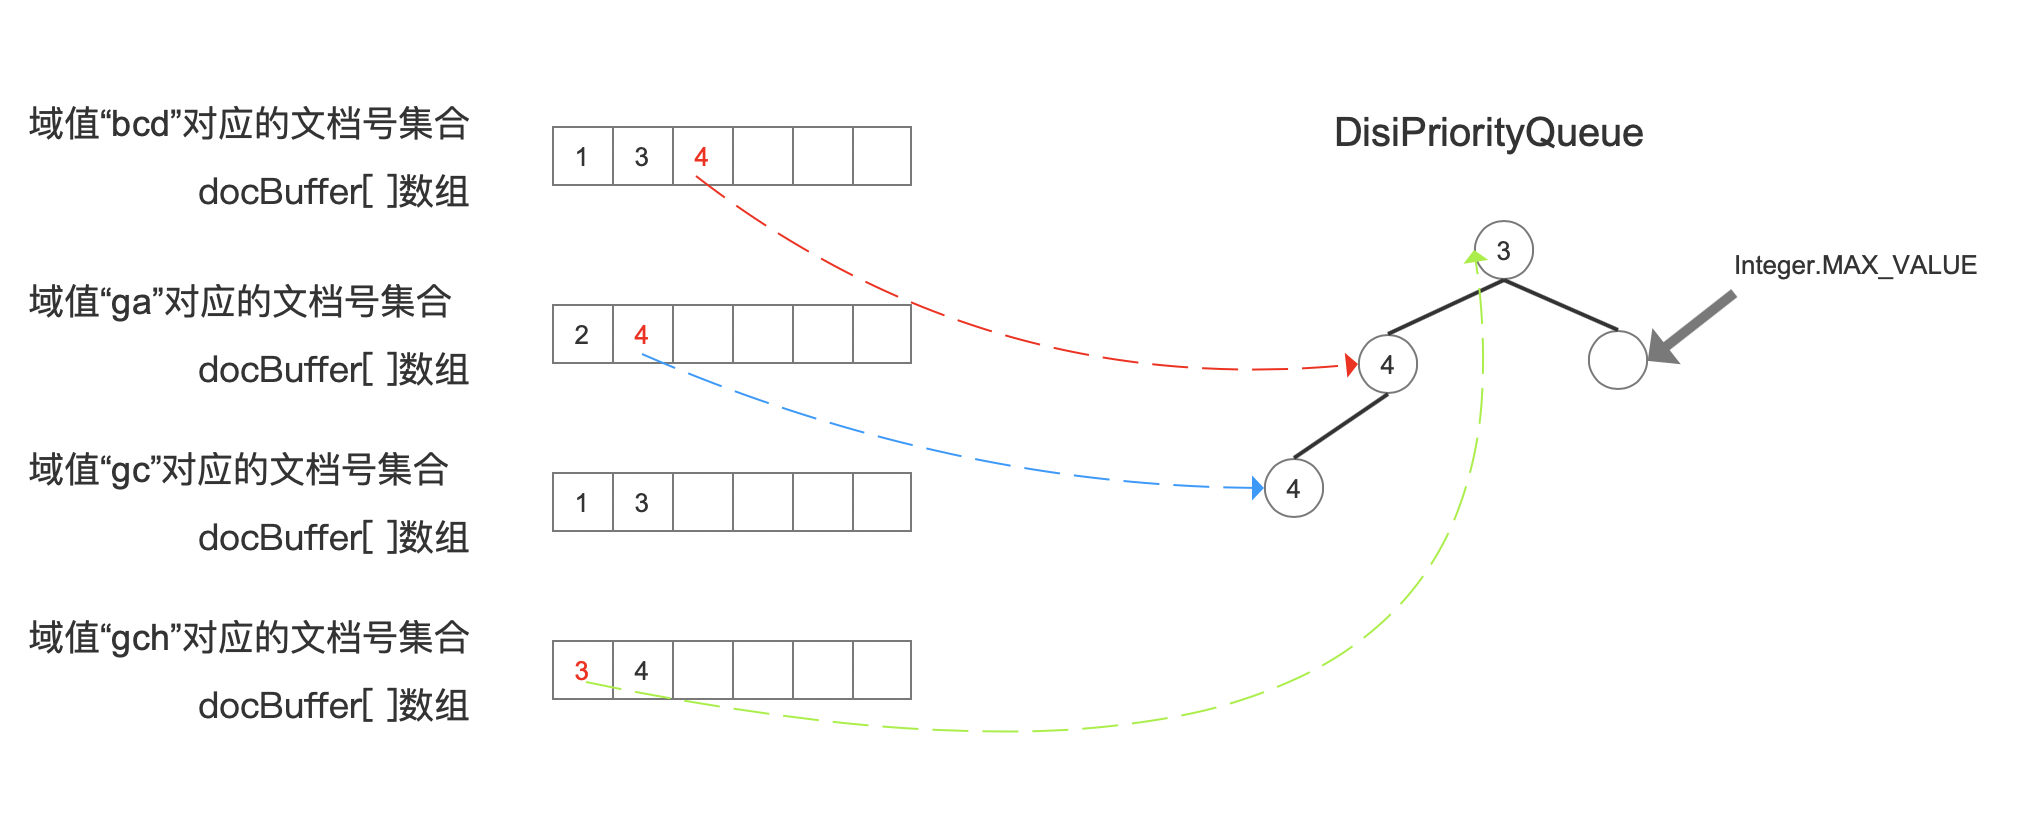 域值“bcd”对应的文档号集合
docBuffer[ ]数组
1 3 4
域值“ga”对应的文档号集合
docBuffer[ ]数组
2 4
域值“gc”对应的文档号集合
docBuffer[ ]数组
1 3
域值“gch”对应的文档号集合
docBuffer[ ]数组
3 4
DisiPriorityQueue
3
Integer.MAX_VALUE
4
4